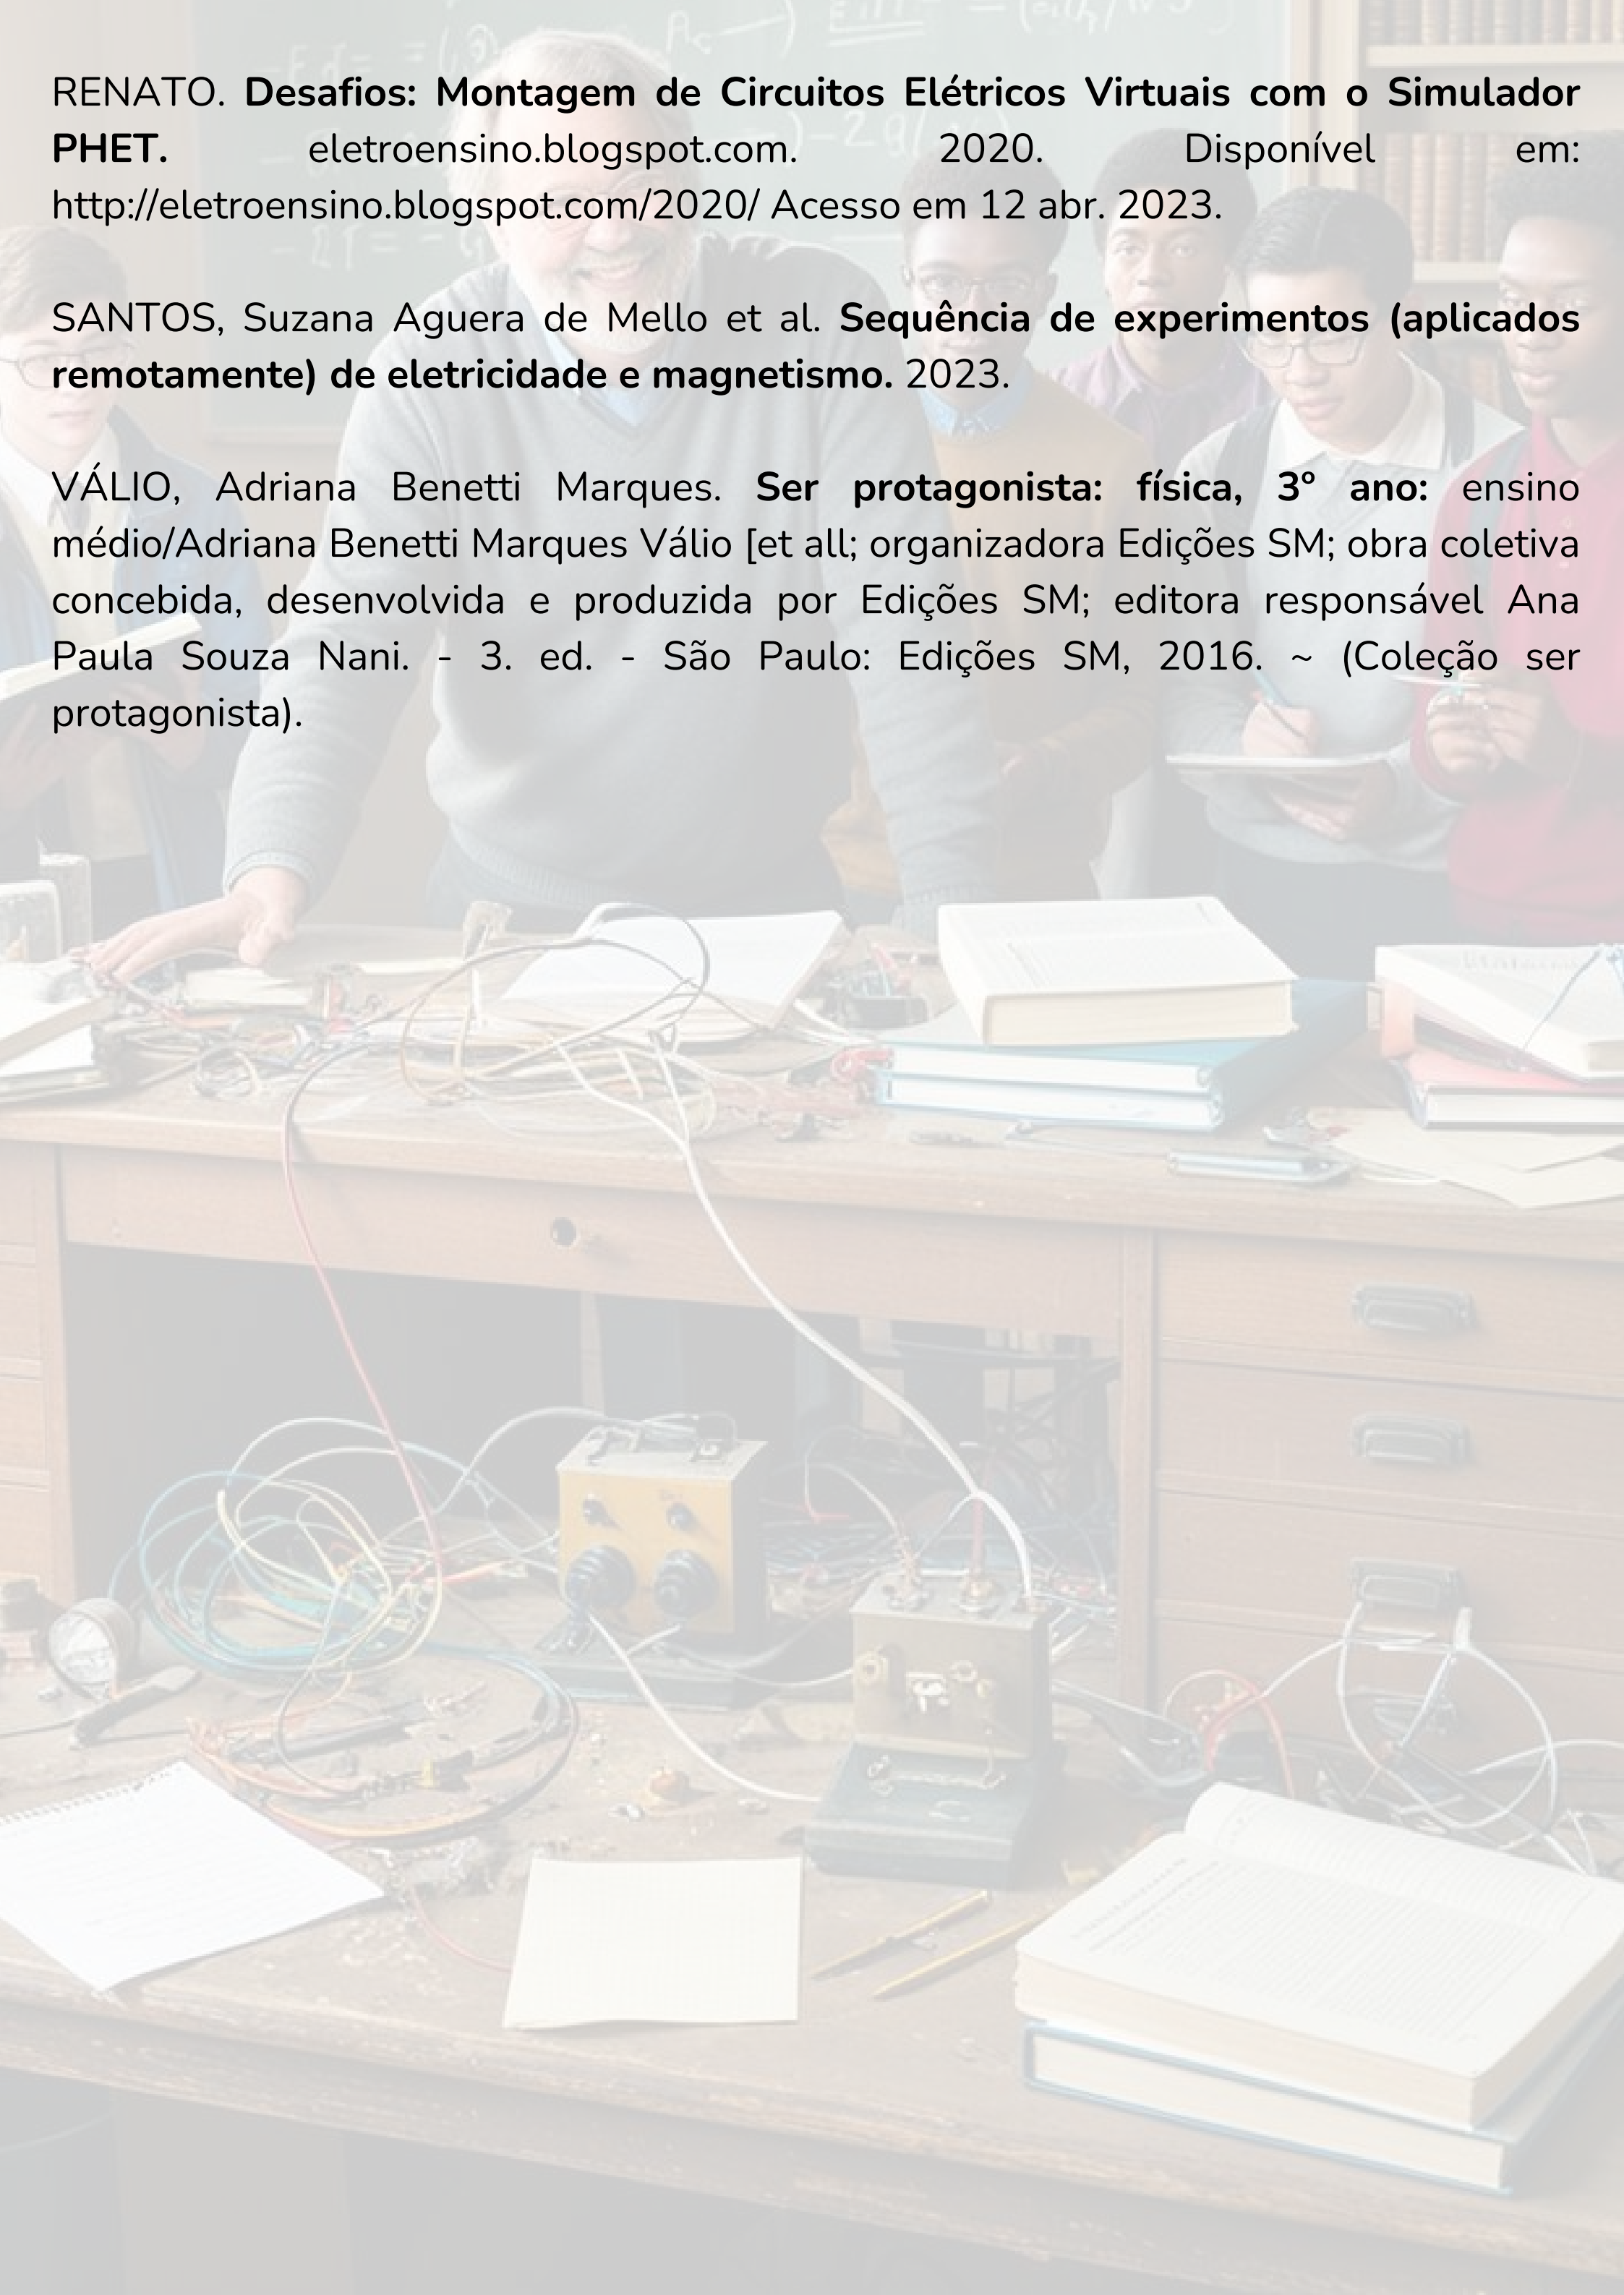 RENATO. Desafios: Montagem de Circuitos Elétricos Virtuais com o Simulador
PHET. eletroensino.blogspot.com. 2020. Disponível em:
http://eletroensino.blogspot.com/2020/ Acesso em 12 abr. 2023.
SANTOS, Suzana Aguera de Mello et al. Sequência de experimentos (aplicados
remotamente) de eletricidade e magnetismo. 2023.
VÁLIO, Adriana Benetti Marques. Ser protagonista: física, 3º ano: ensino
médio/Adriana Benetti Marques Válio [et all; organizadora Edições SM; obra coletiva
concebida, desenvolvida e produzida por Edições SM; editora responsável Ana
Paula Souza Nani. - 3. ed. - São Paulo: Edições SM, 2016. ~ (Coleção ser
protagonista).